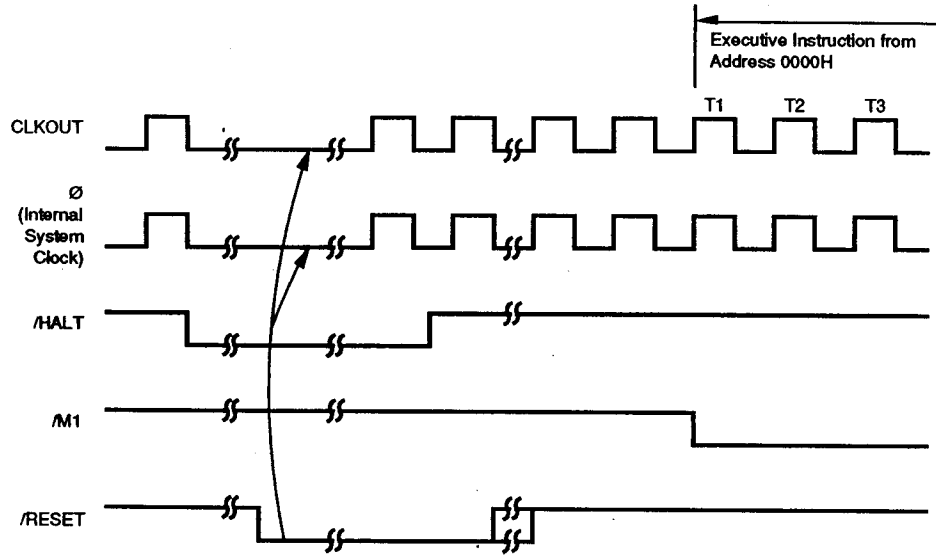 Executive Instruction from
Address 0000H
T1 T2 T3
CLKOUT
Ø
(Internal
System
Clock)
/HALT
/M1
/RESET